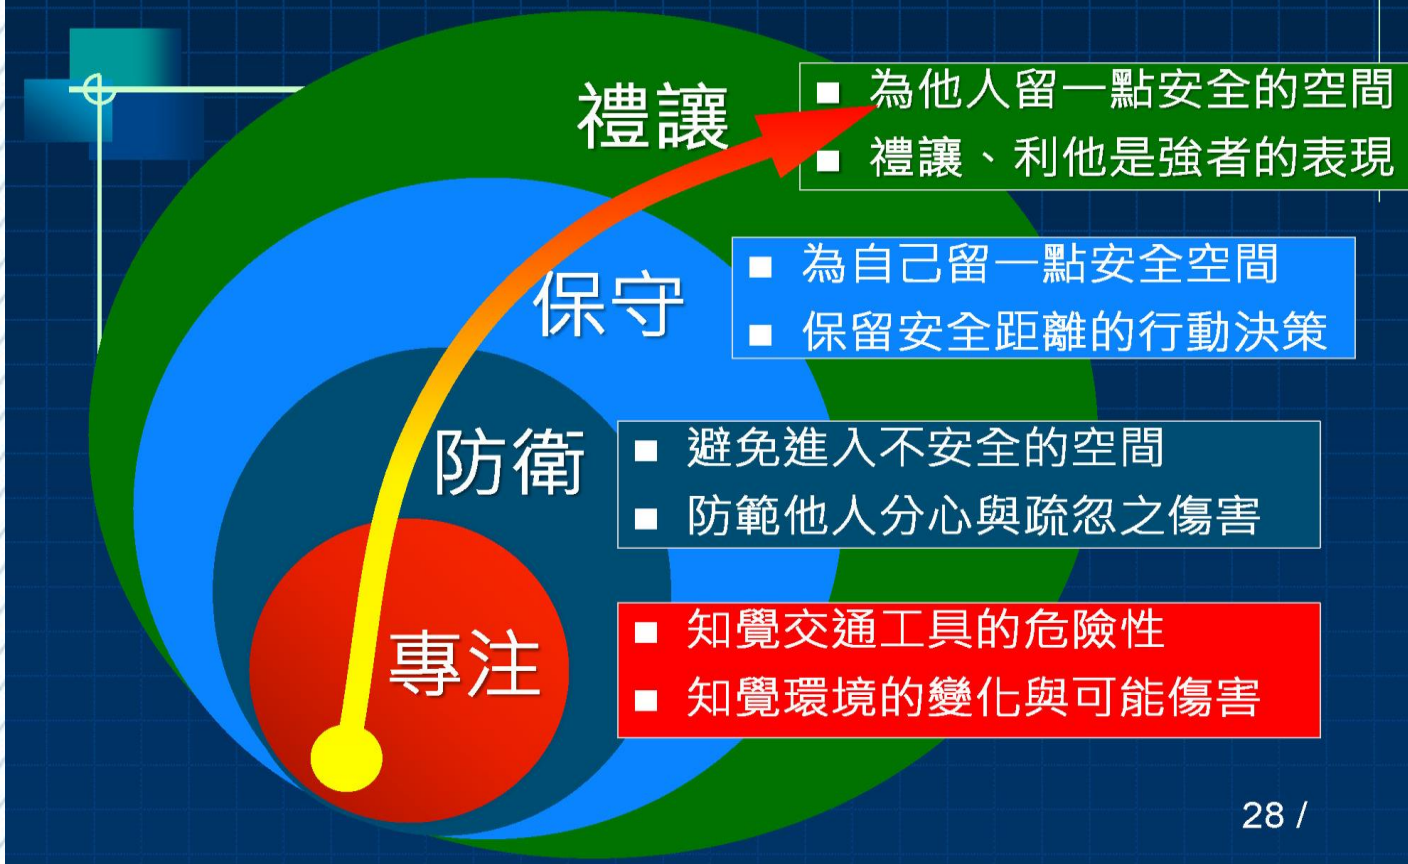 禮讓
■ 為他人留一點安全的空間
■ 禮讓、利他是強者的表現
保守
■ 為自己留一點安全空間
■ 保留安全距離的行動決策
防衛
■ 避免進入不安全的空間
■ 防範他人分心與疏忽之傷害
專注
■ 知覺交通工具的危險性
■ 知覺環境的變化與可能傷害
28 /